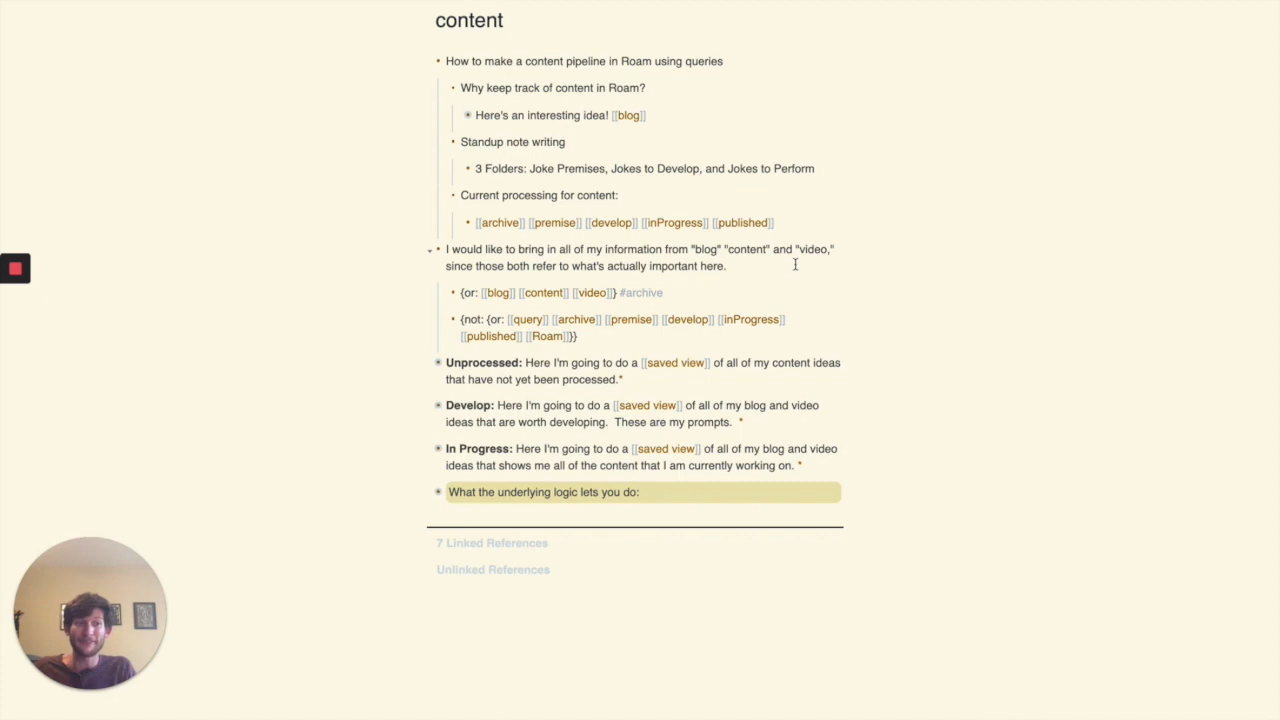 content
How to make a content pipeline in Roam using queries
Why keep track of content in Roam?
Here's an interesting idea! [[blog]]
Standup note writing
3 Folders: Joke Premises, Jokes to Develop, and Jokes to Perform
Current processing for content:
[[archive]] [[premise]] [[develop]] [[inProgress]] [[published]]
I would like to bring in all of my information from "blog" "content" and "video,"
since those both refer to what's actually important here.
{or: [[blog]] [[content]] [[video]]} #archive
{not: {or: [[query]] [[archive]] [[premise]] [[develop]] [[inProgress]]
[[published]] [[Roam]]}}
Unprocessed: Here I'm going to do a [[saved view]] of all of my content ideas
that have not yet been processed.*
Develop: Here I'm going to do a [[saved view]] of all of my blog and video
ideas that are worth developing.  These are my prompts.  *
In Progress: Here I'm going to do a [[saved view]] of all of my blog and video
ideas that shows me all of the content that I am currently working on. *
What the underlying logic lets you do:
7 Linked References
Unlinked References